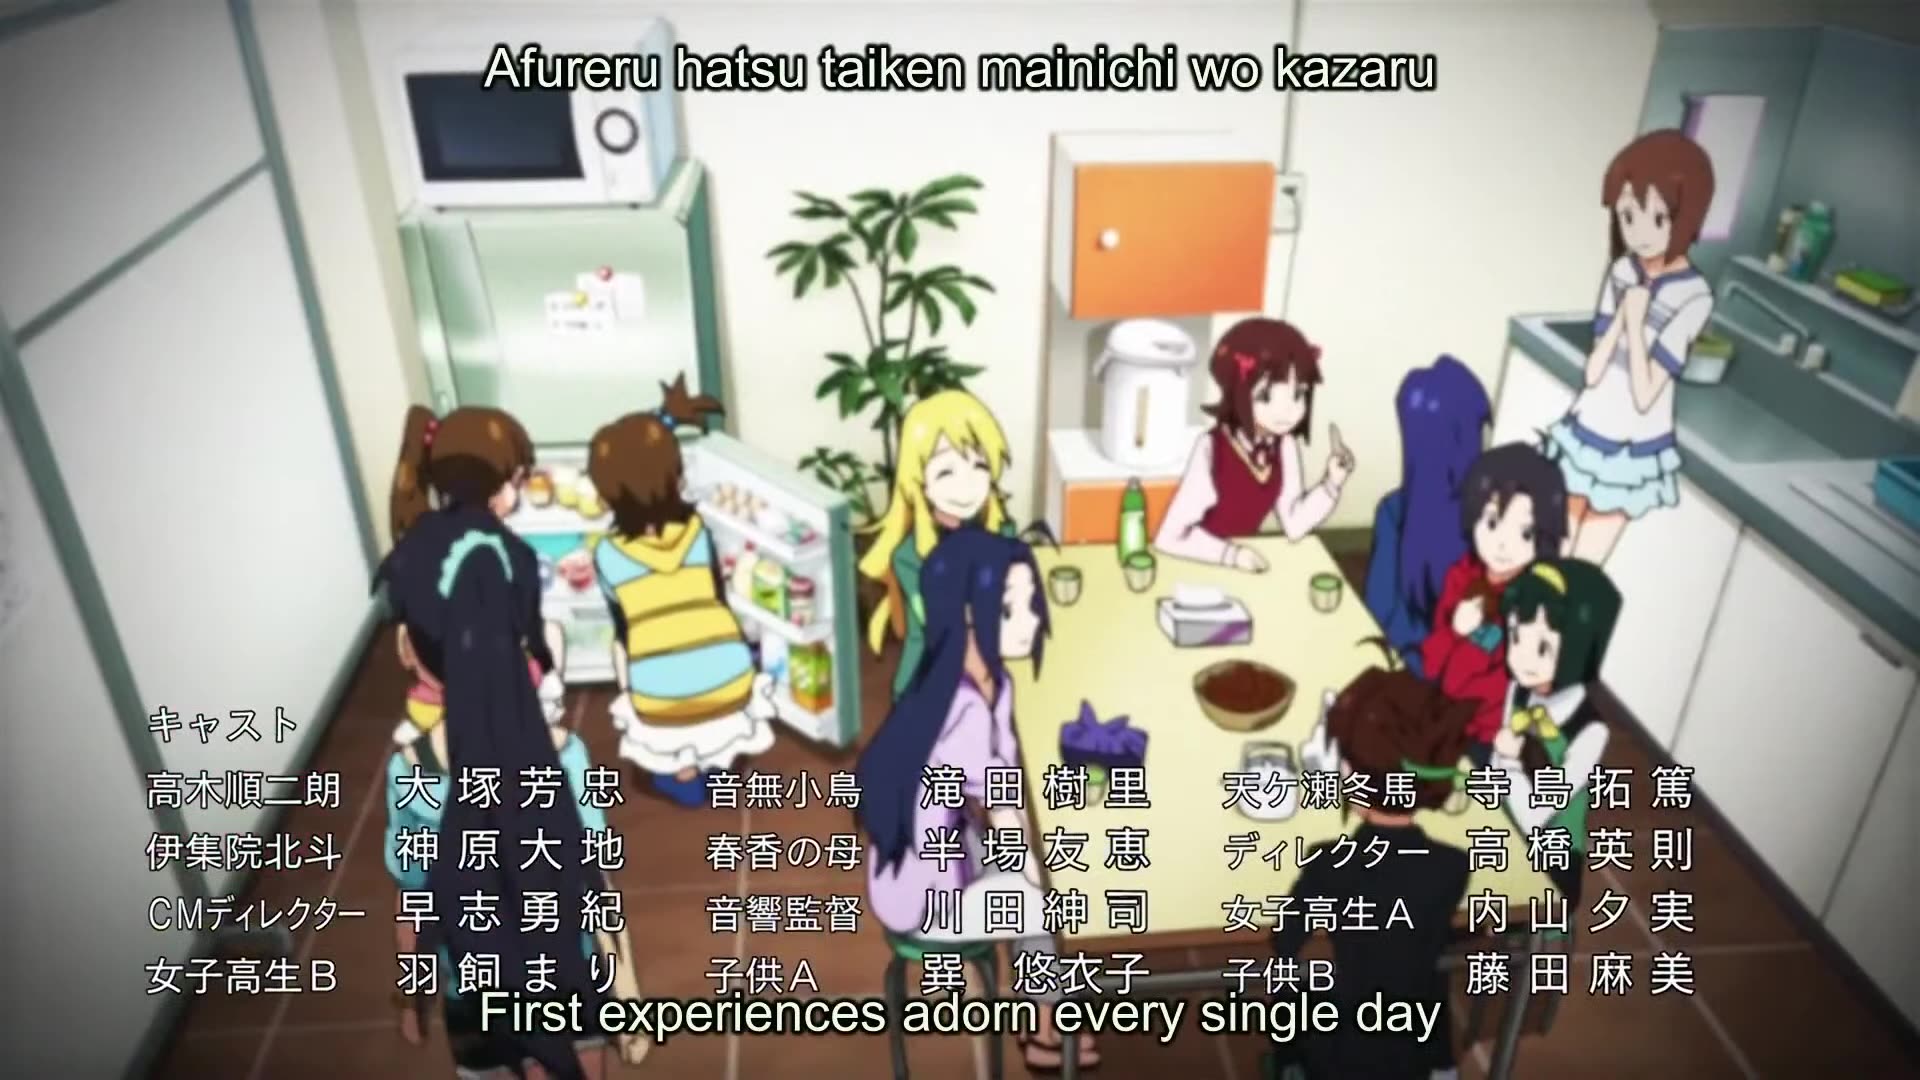 Afureru hatsu taiken mainichi wo kazaru
キャスト
高木順二朗 大塚芳忠 音無小鳥 滝田樹里 天ケ瀬冬馬 寺島拓篤
伊集院北斗 神原大地 春香の母 半場友恵 ディレクター 高橋英則
CMディレクター 早志勇紀 音響監督 川田紳司 女子高生A 内山夕実
女子高生B 羽飼まり 子供A 巽悠衣子 子供B 藤田麻美
First experiences adorn every single day